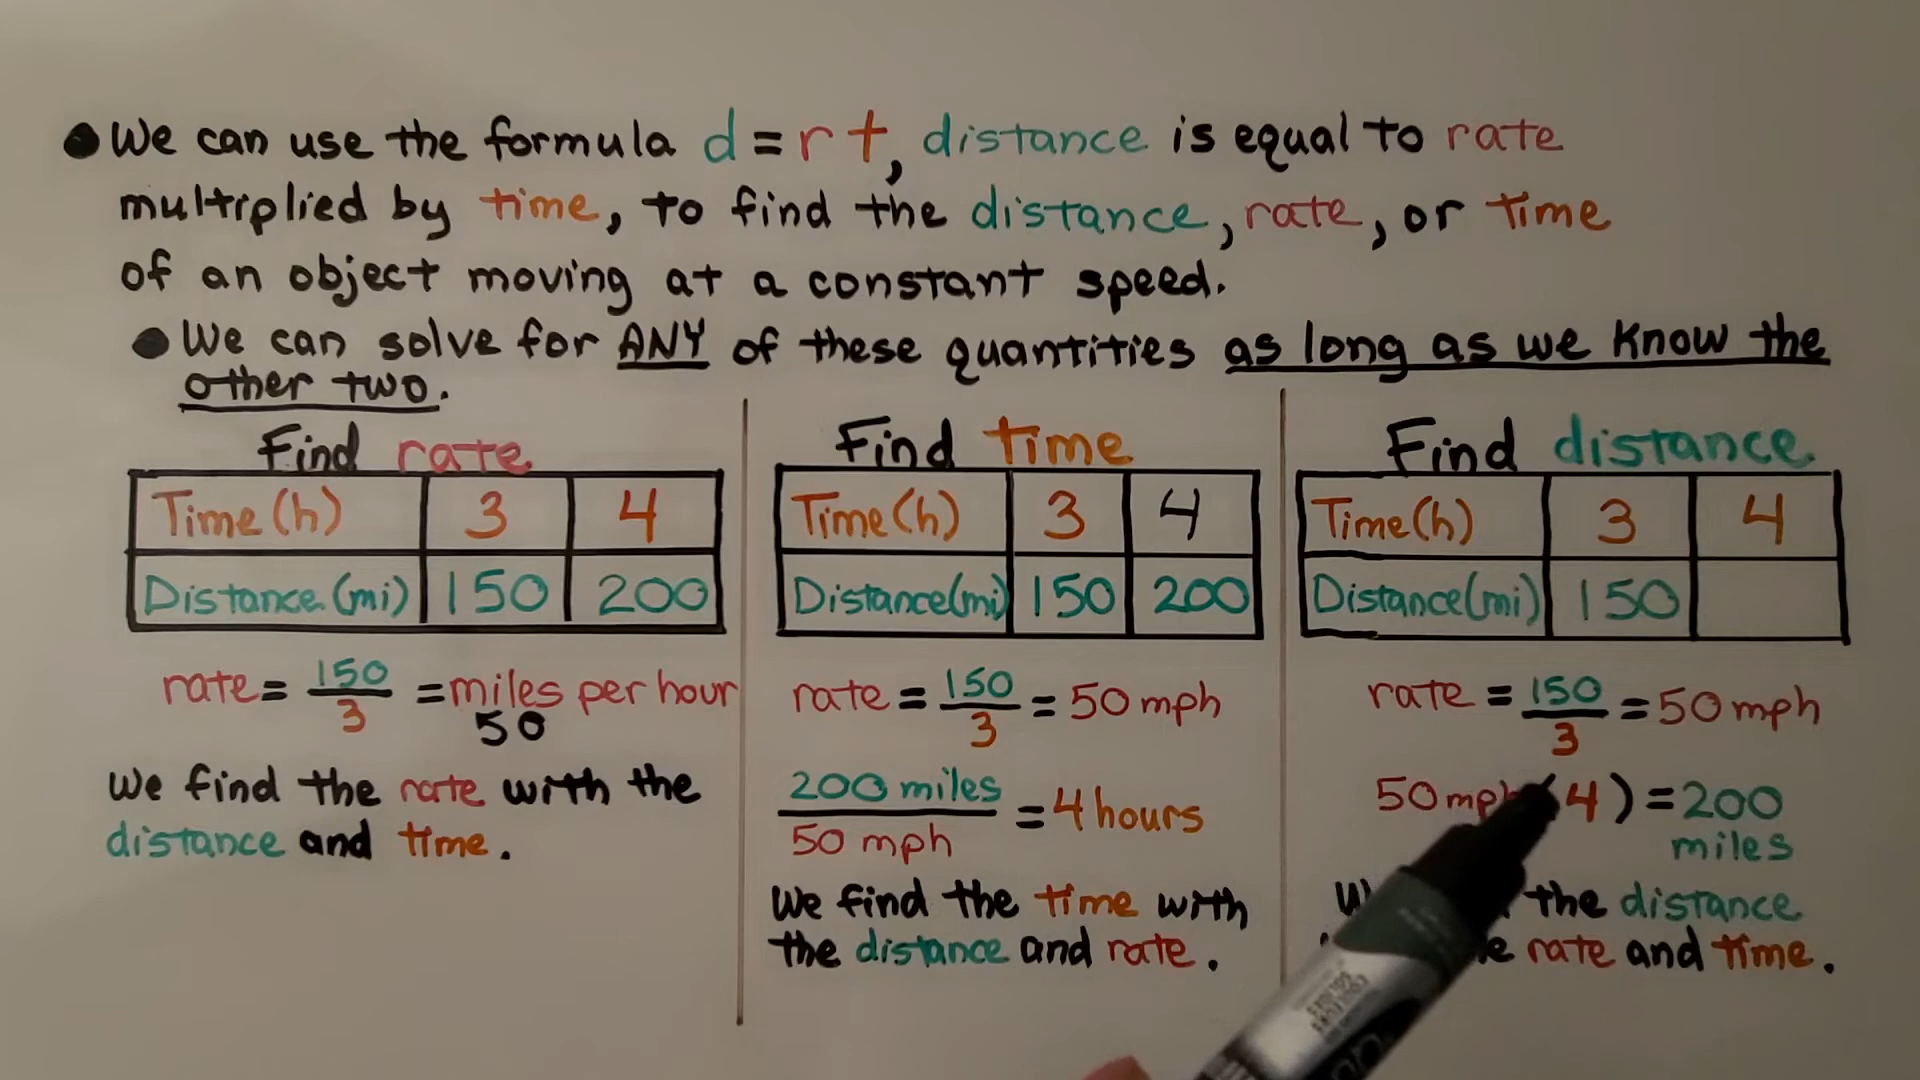 We can use the formula d=rt, distance is equal to rate
multiplied by time, to find the distance, rate, or time
of an object moving at a constant speed.
We can solve for ANY of these quantities as long as we know the
other two.
Find rate
Time(h) 3 4
Distance(mi) 150 200
rate = 150/3 = miles per hour
50
We find the rate with the
distance and time.
Find time
Time(h) 3 4
Distance(mi) 150 200
rate = 150/3 = 50 mph
200 miles/50 mph = 4 hours
We find the time with
the distance and rate.
Find distance
Time(h) 3 4
Distance(mi) 150
rate = 150/3 = 50 mph
50 mph (4) = 200
miles
the distance
rate and time.